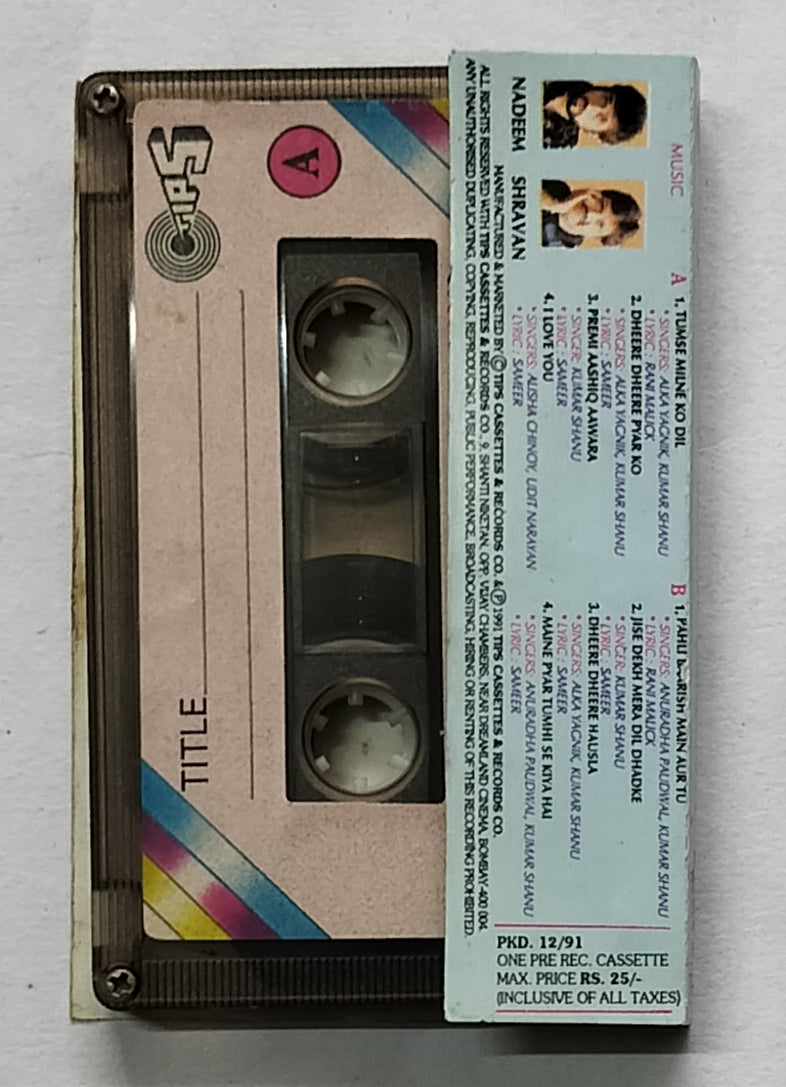 TIPS
A
TITLE
MUSIC
NADEEM SHRAVAN
A
1. TUMSE MILNE KO DIL
* SINGERS: ALKA YAGNIK, KUMAR SHANU
* LYRIC : RANI MALICK
2. DHEERE DHEERE PYAR KO
* SINGERS: ALKA YAGNIK, KUMAR SHANU
* LYRIC : SAMEER
3. PREMI AASHIQ AAWARA
* SINGER: KUMAR SHANU
* LYRIC : SAMEER
4. I LOVE YOU
* SINGERS: ALISHA CHINOY, UDIT NARAYAN
* LYRIC : SAMEER
B
1. PAHLI BAARISH MAIN AUR TU
* SINGERS: ANURADHA PAUDWAL, KUMAR SHANU
* LYRIC : RANI MALICK
2. JISE DEKH MERA DIL DHADKE
* SINGER: KUMAR SHANU
* LYRIC : SAMEER
3. DHEERE DHEERE HAUSLA
* SINGERS: ALKA YAGNIK, KUMAR SHANU
* LYRIC : SAMEER
4. MAINE PYAR TUMHI SE KIYA HAI
* SINGERS: ANURADHA PAUDWAL, KUMAR SHANU
* LYRIC : SAMEER
MANUFACTURED & MARKETED BY © TIPS CASSETTES & RECORDS CO. & ℗ 1991 TIPS CASSETTES & RECORDS CO.
ALL RIGHTS RESERVED WITH TIPS CASSETTES & RECORDS CO., 9, SHANTI NIKETAN, OPP. VIJAY CHAMBERS, NEAR DREAMLAND CINEMA, BOMBAY-400 004.
ANY UNAUTHORISED DUPLICATING, COPYING, REPRODUCING, PUBLIC PERFORMANCE, BROADCASTING, HIRING OR RENTING OF THIS RECORDING PROHIBITED.
PKD. 12/91
ONE PRE REC. CASSETTE
MAX. PRICE RS. 25/-
(INCLUSIVE OF ALL TAXES)